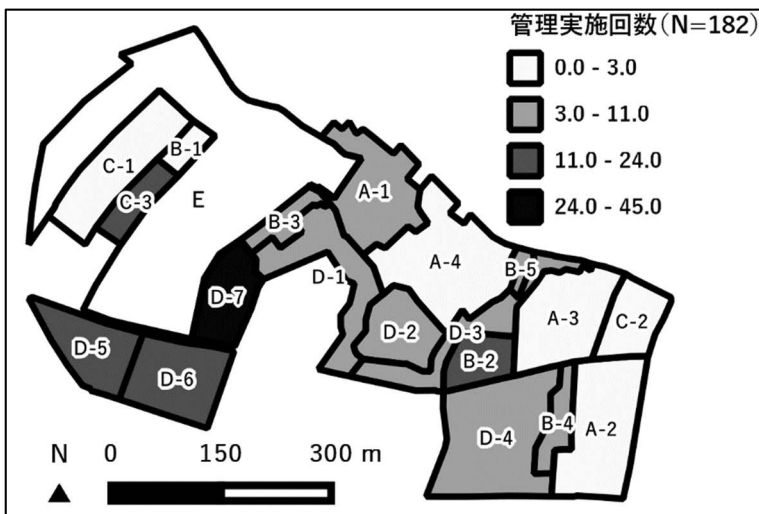 管理実施回数(N=182)
0.0 - 3.0
3.0 - 11.0
11.0 - 24.0
24.0 - 45.0
C-1
B-1
C-3
E
A-1
B-3
D-1
A-4
B-5
D-7
D-2
D-3
A-3
C-2
D-5
D-6
B-2
D-4
B-4
A-2
N
0
150
300 m